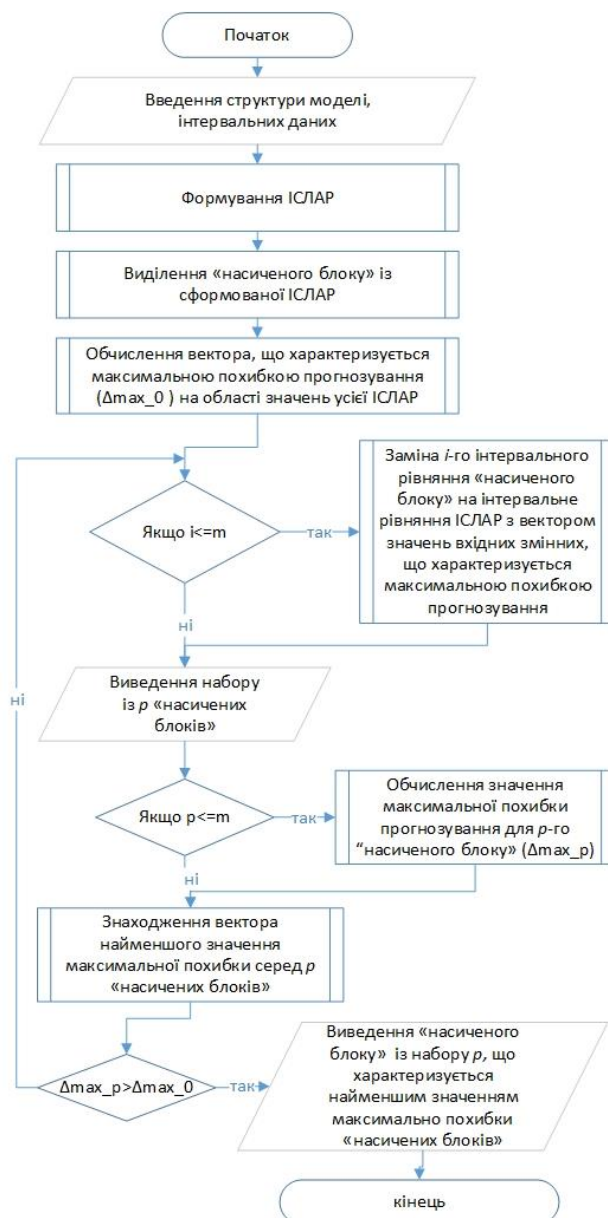 Початок
Введення структури моделі,
інтервальних даних
Формування ІСЛАР
Виділення «насиченого блоку» із
сформованої ІСЛАР
Обчислення вектора, що характеризується
максимальною похибкою прогнозування
(Δmax_0 ) на області значень усієї ІСЛАР
Якщо i<=m
так
Заміна i-го інтервального
рівняння «насиченого
блоку» на інтервальне
рівняння ІСЛАР з вектором
значень вхідних змінних,
що характеризується
максимальною похибкою
прогнозування
ні
ні
Виведення набору
із p «насичених
блоків»
Якщо p<=m
так
Обчислення значення
максимальної похибки
прогнозування для p-го
“насиченого блоку” (Δmax_p)
ні
Знаходження вектора
найменшого значення
максимальної похибки серед p
«насичених блоків»
Δmax_p>Δmax_0
так
Виведення «насиченого
блоку» із набору p, що
характеризується
найменшим значенням
максимально похибки
«насичених блоків»
кінець